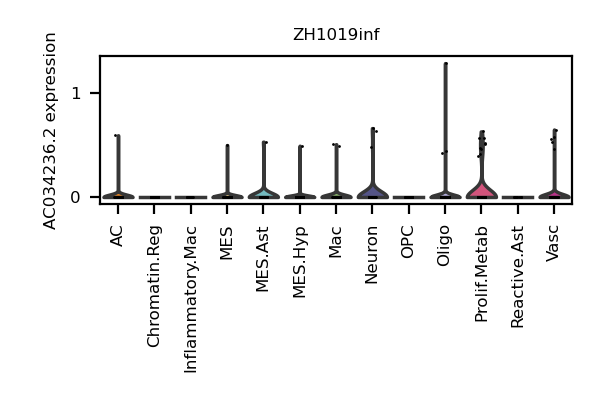 ZH1019inf
AC034236.2 expression
1
0
AC
Chromatin.Reg
Inflammatory.Mac
MES
MES.Ast
MES.Hyp
Mac
Neuron
OPC
Oligo
Prolif.Metab
Reactive.Ast
Vasc